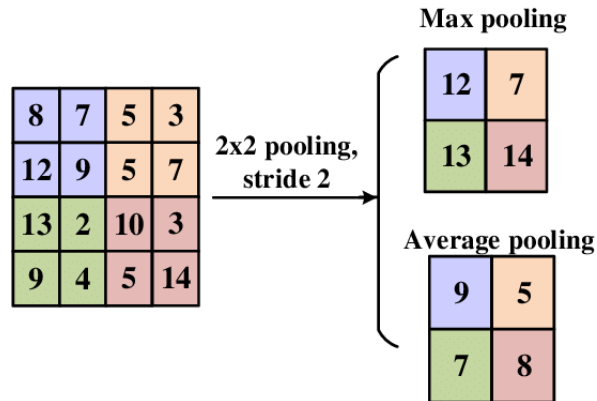 Max pooling
12 7
13 14
8 7 5 3
12 9 5 7
13 2 10 3
9 4 5 14
2x2 pooling,
stride 2
Average pooling
9 5
7 8